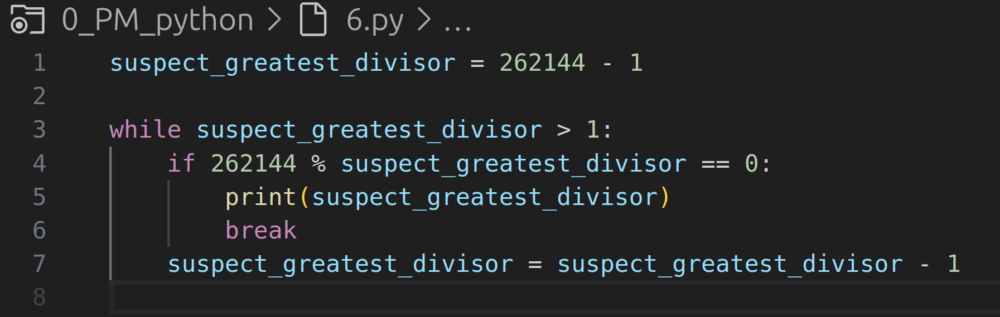 0_PM_python > 6.py > ...
1 suspect_greatest_divisor = 262144 - 1
2
3 while suspect_greatest_divisor > 1:
4     if 262144 % suspect_greatest_divisor == 0:
5         print(suspect_greatest_divisor)
6         break
7     suspect_greatest_divisor = suspect_greatest_divisor - 1
8